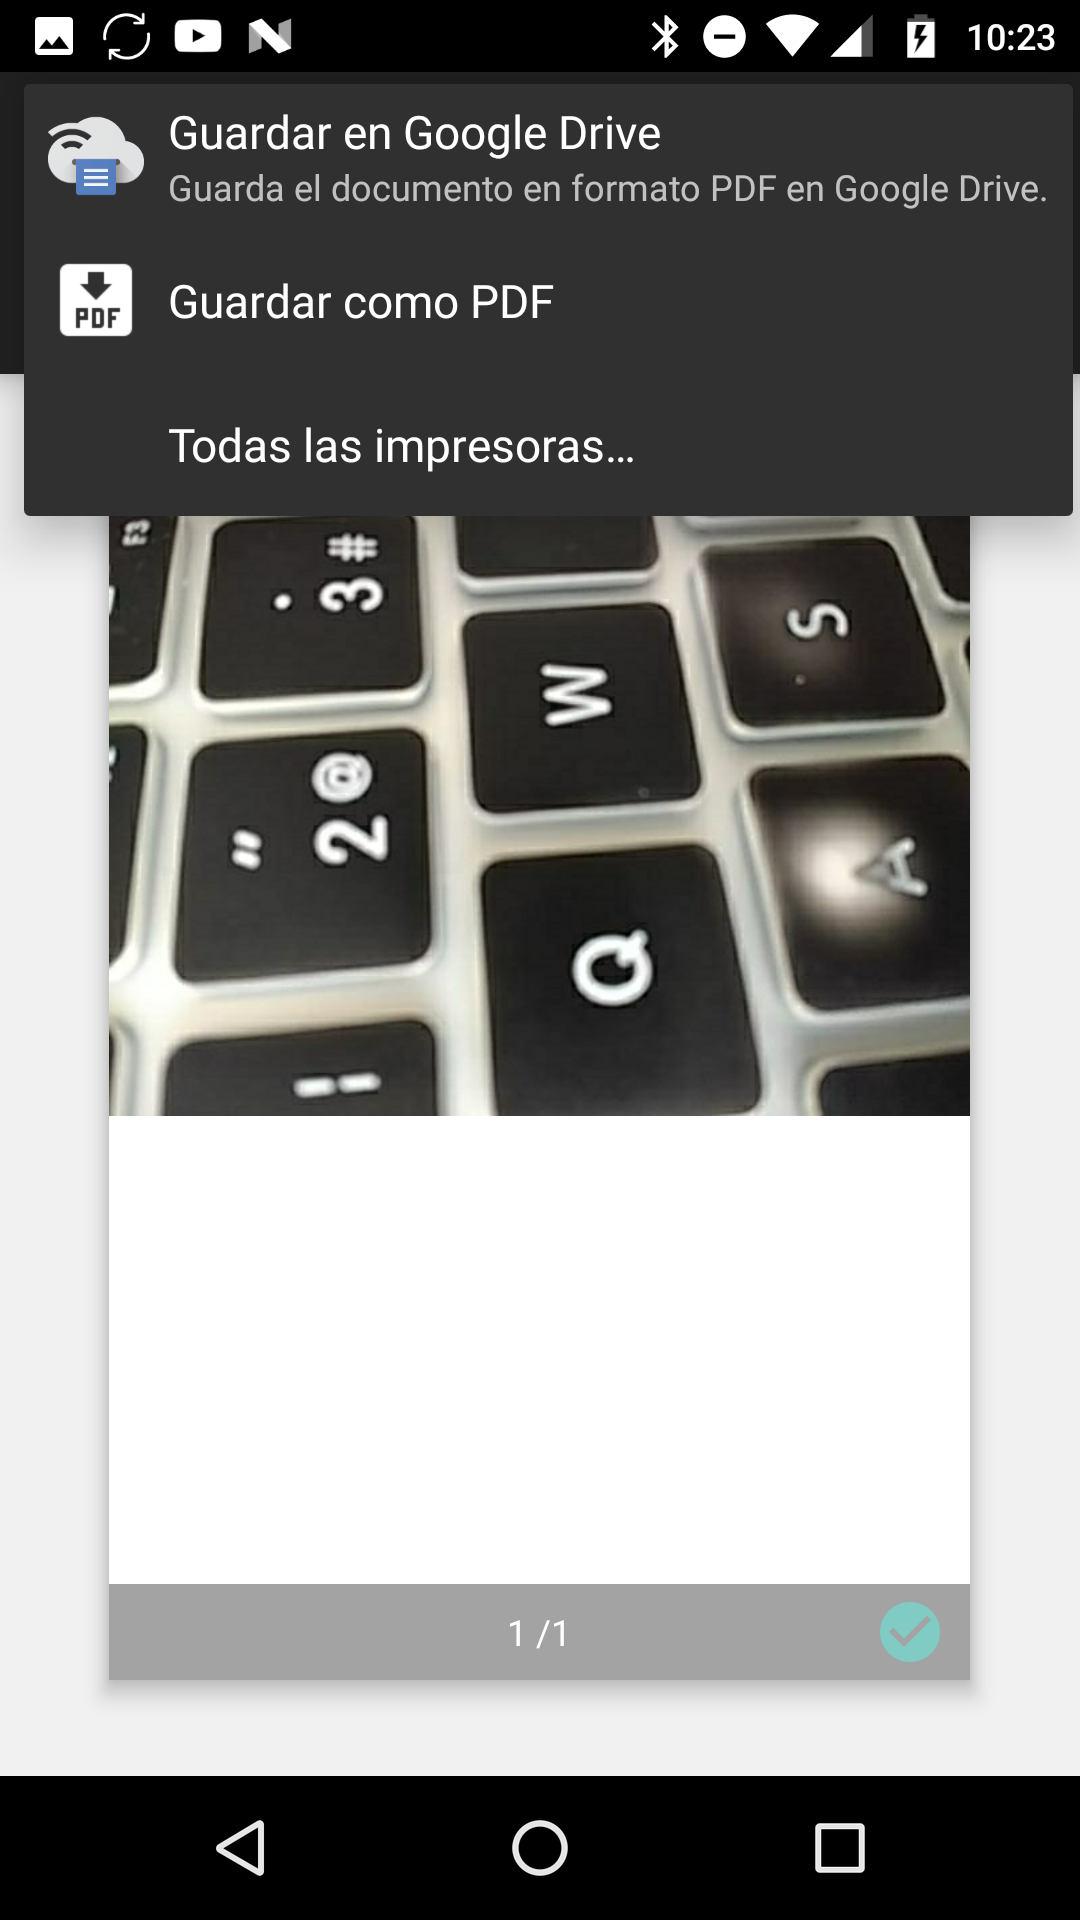 10:23
Guardar en Google Drive
Guarda el documento en formato PDF en Google Drive.
PDF
Guardar como PDF
Todas las impresoras...
3 #
S
W
2 @
"
A
Q
!
1 /1